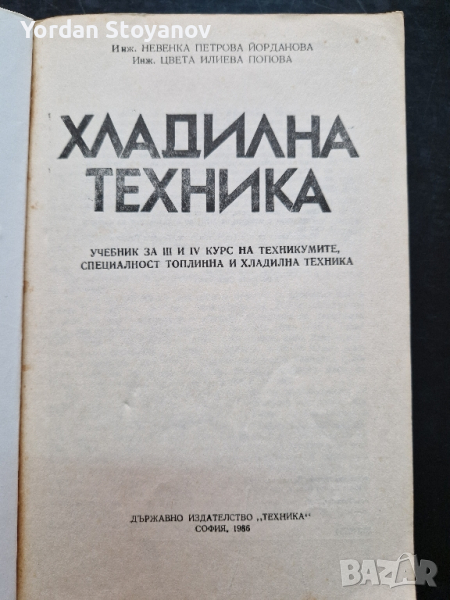 Yordan Stoyanov
Инж. НЕВЕНКА ПЕТРОВА ЙОРДАНОВА
Инж. ЦВЕТА ИЛИЕВА ПОПОВА
ХЛАДИЛНА
ТЕХНИКА
УЧЕБНИК ЗА III И IV КУРС НА ТЕХНИКУМИТЕ,
СПЕЦИАЛНОСТ ТОПЛИННА И ХЛАДИЛНА ТЕХНИКА
ДЪРЖАВНО ИЗДАТЕЛСТВО „ТЕХНИКА“
СОФИЯ, 1986
BAZAR